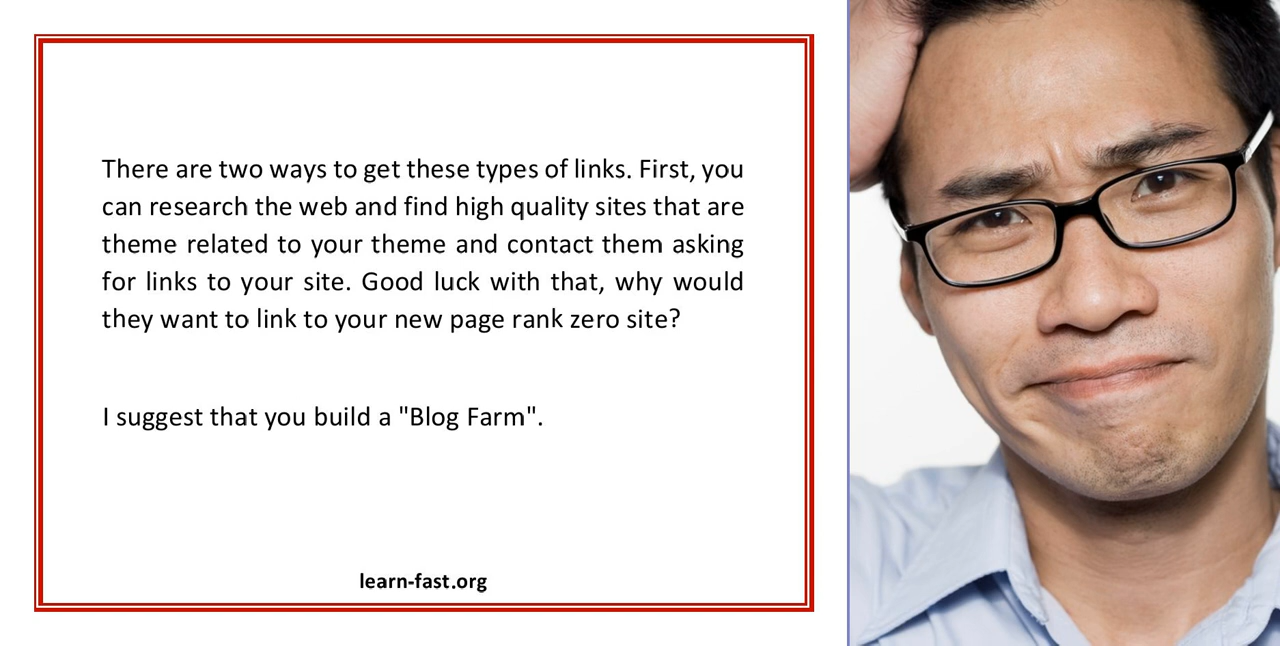 There are two ways to get these types of links. First, you
can research the web and find high quality sites that are
theme related to your theme and contact them asking
for links to your site. Good luck with that, why would
they want to link to your new page rank zero site?
I suggest that you build a "Blog Farm".
learn-fast.org